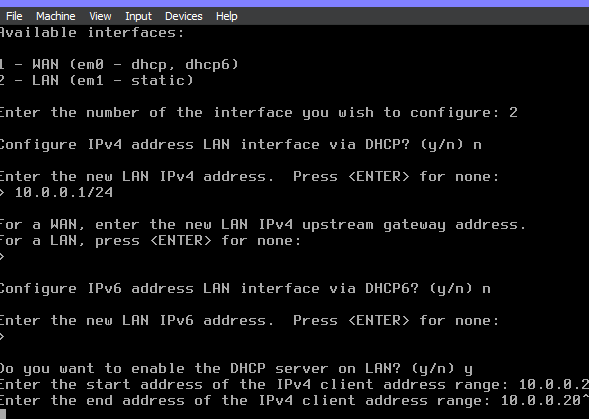 File Machine View Input Devices Help
Available interfaces:
1 - WAN (em0 - dhcp, dhcp6)
2 - LAN (em1 - static)
Enter the number of the interface you wish to configure: 2
Configure IPv4 address LAN interface via DHCP? (y/n) n
Enter the new LAN IPv4 address.  Press <ENTER> for none:
> 10.0.0.1/24
For a WAN, enter the new LAN IPv4 upstream gateway address.
For a LAN, press <ENTER> for none:
>
Configure IPv6 address LAN interface via DHCP6? (y/n) n
Enter the new LAN IPv6 address.  Press <ENTER> for none:
>
Do you want to enable the DHCP server on LAN? (y/n) y
Enter the start address of the IPv4 client address range: 10.0.0.2
Enter the end address of the IPv4 client address range: 10.0.0.20^